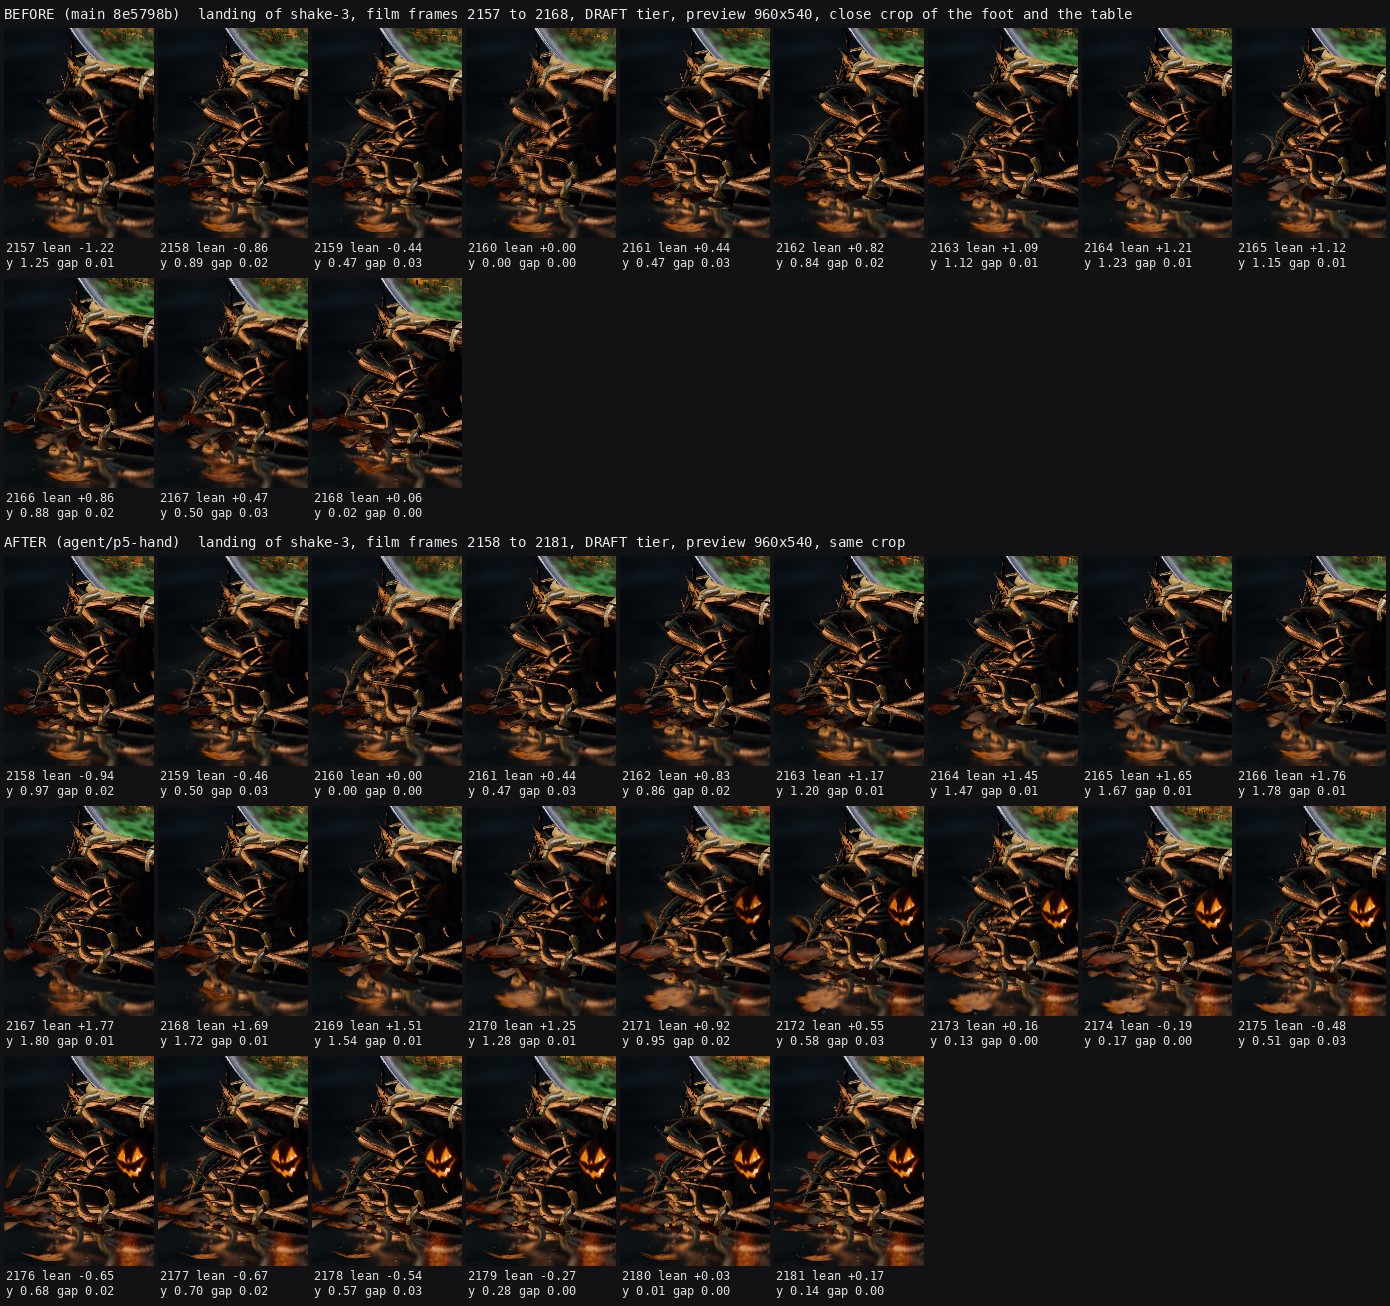 BEFORE (main 8e5798b)  landing of shake-3, film frames 2157 to 2168, DRAFT tier, preview 960x540, close crop of the foot and the table
2157 lean -1.22
y 1.25 gap 0.01
2158 lean -0.86
y 0.89 gap 0.02
2159 lean -0.44
y 0.47 gap 0.03
2160 lean +0.00
y 0.00 gap 0.00
2161 lean +0.44
y 0.47 gap 0.03
2162 lean +0.82
y 0.84 gap 0.02
2163 lean +1.09
y 1.12 gap 0.01
2164 lean +1.21
y 1.23 gap 0.01
2165 lean +1.12
y 1.15 gap 0.01
2166 lean +0.86
y 0.88 gap 0.02
2167 lean +0.47
y 0.50 gap 0.03
2168 lean +0.06
y 0.02 gap 0.00
AFTER (agent/p5-hand)  landing of shake-3, film frames 2158 to 2181, DRAFT tier, preview 960x540, same crop
2158 lean -0.94
y 0.97 gap 0.02
2159 lean -0.46
y 0.50 gap 0.03
2160 lean +0.00
y 0.00 gap 0.00
2161 lean +0.44
y 0.47 gap 0.03
2162 lean +0.83
y 0.86 gap 0.02
2163 lean +1.17
y 1.20 gap 0.01
2164 lean +1.45
y 1.47 gap 0.01
2165 lean +1.65
y 1.67 gap 0.01
2166 lean +1.76
y 1.78 gap 0.01
2167 lean +1.77
y 1.80 gap 0.01
2168 lean +1.69
y 1.72 gap 0.01
2169 lean +1.51
y 1.54 gap 0.01
2170 lean +1.25
y 1.28 gap 0.01
2171 lean +0.92
y 0.95 gap 0.02
2172 lean +0.55
y 0.58 gap 0.03
2173 lean +0.16
y 0.13 gap 0.00
2174 lean -0.19
y 0.17 gap 0.00
2175 lean -0.48
y 0.51 gap 0.03
2176 lean -0.65
y 0.68 gap 0.02
2177 lean -0.67
y 0.70 gap 0.02
2178 lean -0.54
y 0.57 gap 0.03
2179 lean -0.27
y 0.28 gap 0.00
2180 lean +0.03
y 0.01 gap 0.00
2181 lean +0.17
y 0.14 gap 0.00